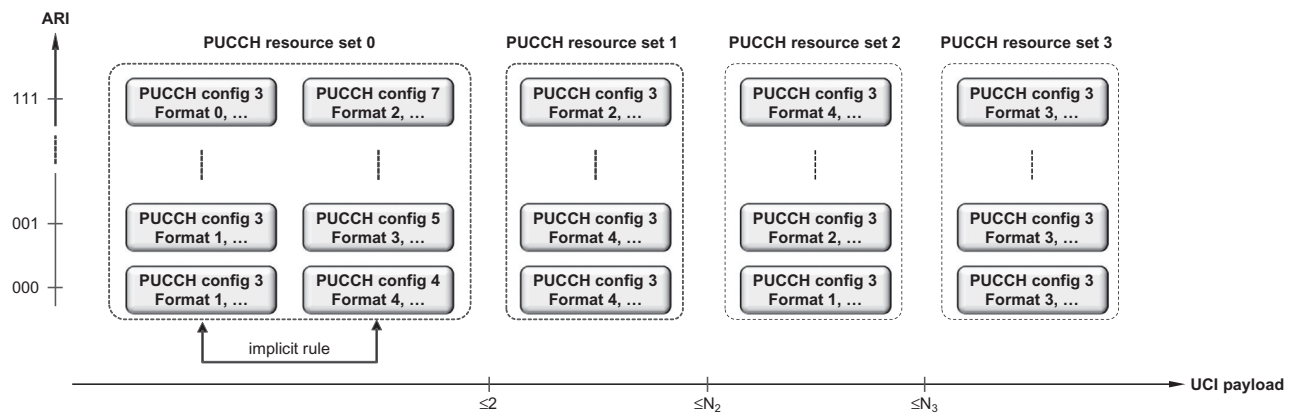 ARI
PUCCH resource set 0
PUCCH resource set 1
PUCCH resource set 2
PUCCH resource set 3
111
PUCCH config 3
Format 0, ...
PUCCH config 7
Format 2, ...
PUCCH config 3
Format 2, ...
PUCCH config 3
Format 4, ...
PUCCH config 3
Format 3, ...
001
PUCCH config 3
Format 1, ...
PUCCH config 5
Format 3, ...
PUCCH config 3
Format 4, ...
PUCCH config 3
Format 2, ...
PUCCH config 3
Format 3, ...
000
PUCCH config 3
Format 1, ...
PUCCH config 4
Format 4, ...
PUCCH config 3
Format 4, ...
PUCCH config 3
Format 1, ...
PUCCH config 3
Format 3, ...
implicit rule
≤2
≤N₂
≤N₃
UCI payload